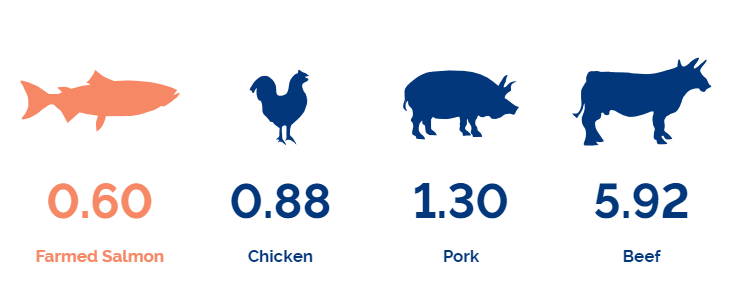 0.60 0.88 1.30 5.92
Farmed Salmon Chicken Pork Beef